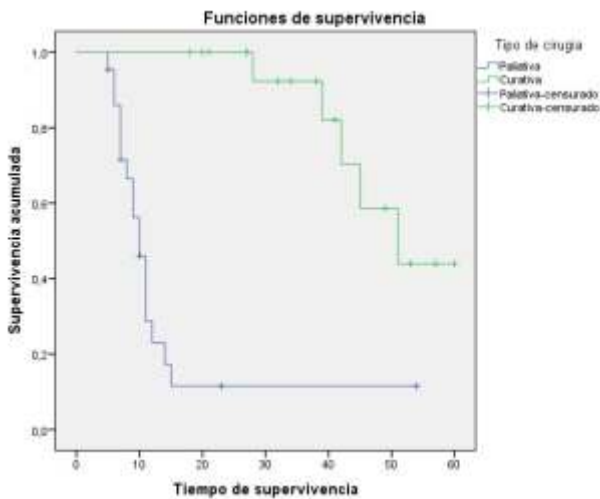 Funciones de supervivencia
Tipo de cirugía
Paliativa
Curativa
Paliativa-censurado
Curativa-censurado
Supervivencia acumulada
1,0
0,8
0,6
0,4
0,2
0,0
0 10 20 30 40 50 60
Tiempo de supervivencia